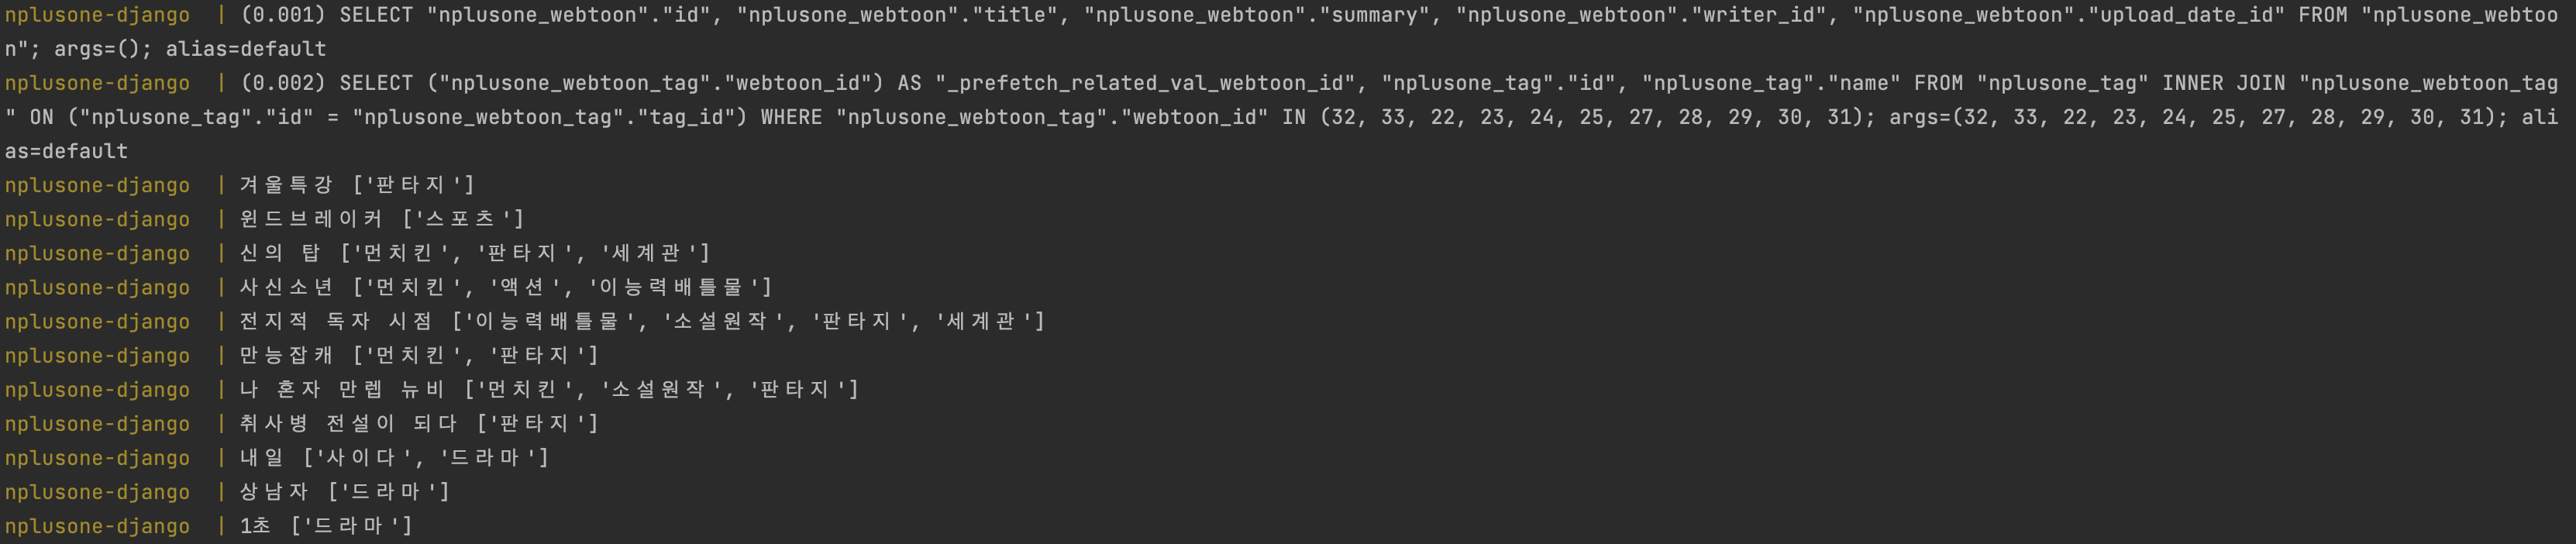 nplusone-django  | (0.001) SELECT "nplusone_webtoon"."id", "nplusone_webtoon"."title", "nplusone_webtoon"."summary", "nplusone_webtoon"."writer_id", "nplusone_webtoon"."upload_date_id" FROM "nplusone_webtoo
n"; args=(); alias=default
nplusone-django  | (0.002) SELECT ("nplusone_webtoon_tag"."webtoon_id") AS "_prefetch_related_val_webtoon_id", "nplusone_tag"."id", "nplusone_tag"."name" FROM "nplusone_tag" INNER JOIN "nplusone_webtoon_tag
" ON ("nplusone_tag"."id" = "nplusone_webtoon_tag"."tag_id") WHERE "nplusone_webtoon_tag"."webtoon_id" IN (32, 33, 22, 23, 24, 25, 27, 28, 29, 30, 31); args=(32, 33, 22, 23, 24, 25, 27, 28, 29, 30, 31); ali
as=default
nplusone-django  | 겨울특강 ['판타지']
nplusone-django  | 윈드브레이커 ['스포츠']
nplusone-django  | 신의 탑 ['먼치킨', '판타지', '세계관']
nplusone-django  | 사신소년 ['먼치킨', '액션', '이능력배틀물']
nplusone-django  | 전지적 독자 시점 ['이능력배틀물', '소설원작', '판타지', '세계관']
nplusone-django  | 만능잡캐 ['먼치킨', '판타지']
nplusone-django  | 나 혼자 만렙 뉴비 ['먼치킨', '소설원작', '판타지']
nplusone-django  | 취사병 전설이 되다 ['판타지']
nplusone-django  | 내일 ['사이다', '드라마']
nplusone-django  | 상남자 ['드라마']
nplusone-django  | 1초 ['드라마']